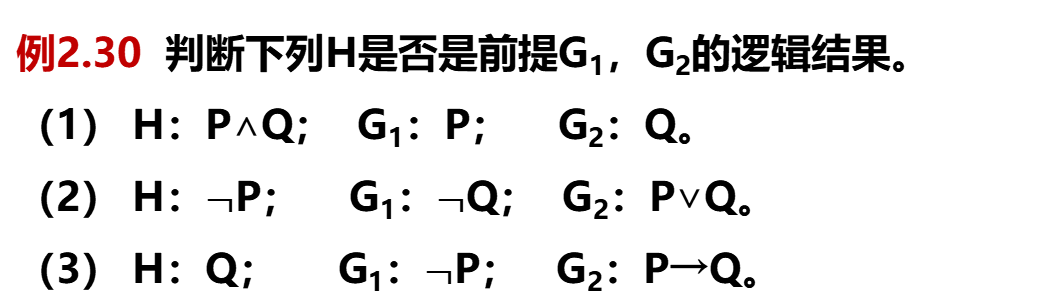 例2.30 判断下列H是否是前提G₁，G₂的逻辑结果。
（1） H：P∧Q； G₁：P； G₂：Q。
（2） H：¬P； G₁：¬Q； G₂：P∨Q。
（3） H：Q； G₁：¬P； G₂：P→Q。